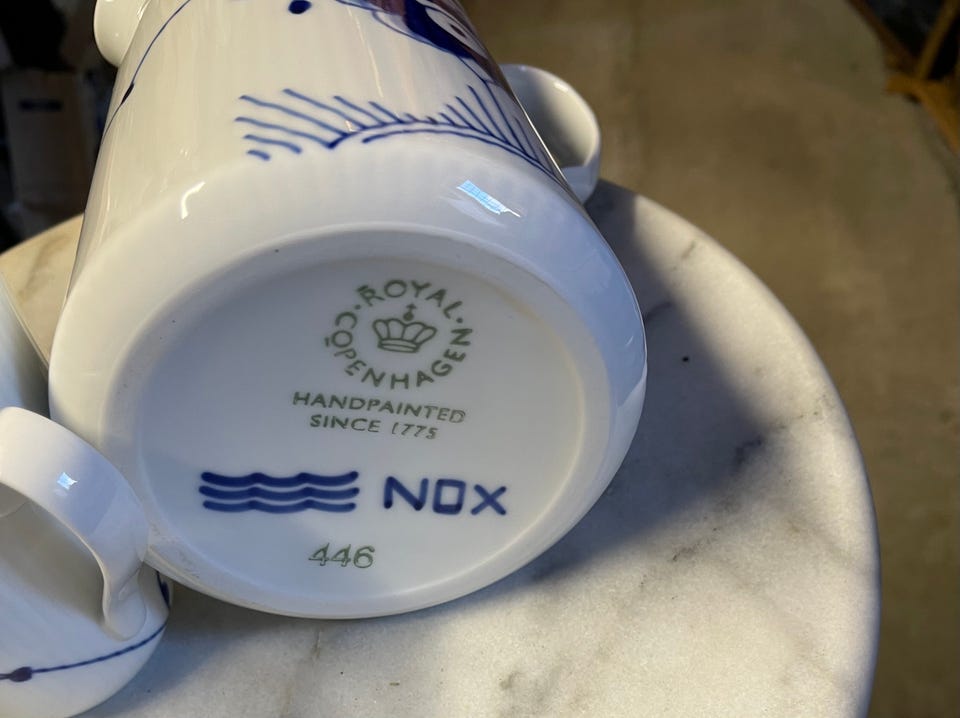 ROYAL · COPENHAGEN ·
HANDPAINTED
SINCE 1775
NOX
446